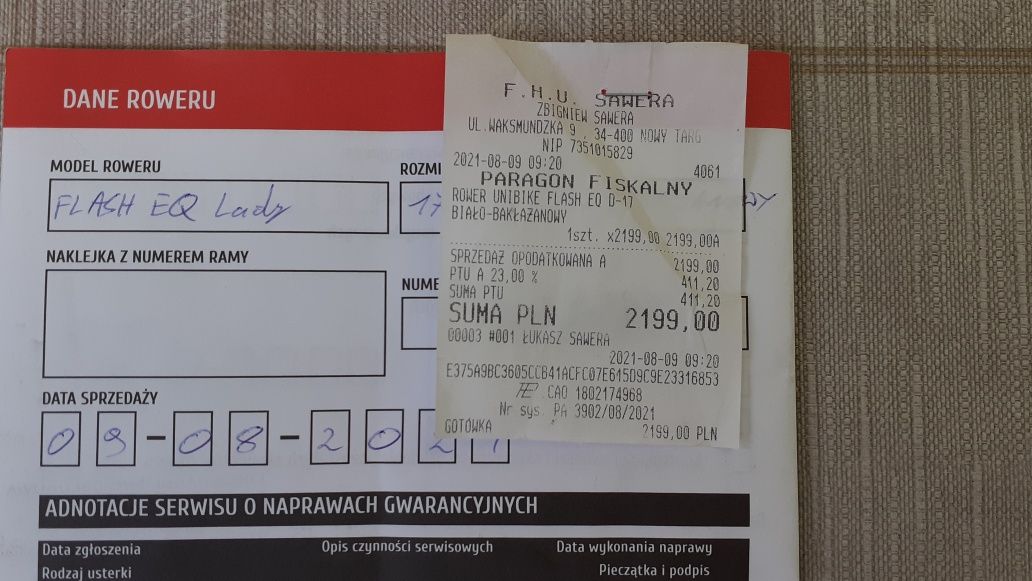 DANE ROWERU
MODEL ROWERU
FLASH EQ Lady
ROZMI
17
WY
NAKLEJKA Z NUMEREM RAMY
NUME
DATA SPRZEDAŻY
09-08-2021
ADNOTACJE SERWISU O NAPRAWACH GWARANCYJNYCH
Data zgłoszenia Opis czynności serwisowych Data wykonania naprawy
Rodzaj usterki Pieczątka i podpis
F.H.U. SAWERA
ZBIGNIEW SAWERA
UL.WAKSMUNDZKA 9 , 34-400 NOWY TARG
NIP 7351015829
2021-08-09 09:20 4061
PARAGON FISKALNY
ROWER UNIBIKE FLASH EQ D-17
BIAŁO-BAKŁAŻANOWY
1szt. x2199,00 2199,00A
SPRZEDAŻ OPODATKOWANA A 2199,00
PTU A 23,00 % 411,20
SUMA PTU 411,20
SUMA PLN 2199,00
00003 #001 ŁUKASZ SAWERA
2021-08-09 09:20
E375A9BC3605CCB41ACFC07E615D9C9E23316853
CAO 1802174968
Nr sys. PA 3902/08/2021
GOTÓWKA 2199,00 PLN